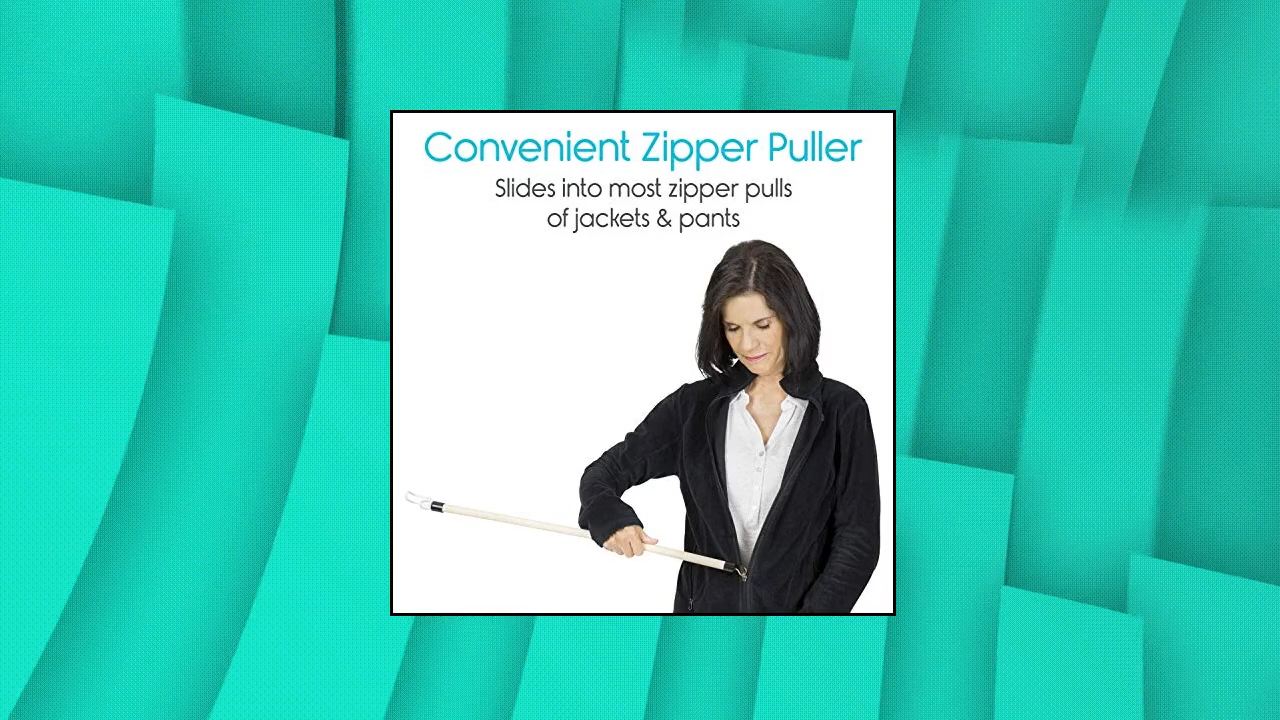 Convenient Zipper Puller
Slides into most zipper pulls
of jackets & pants